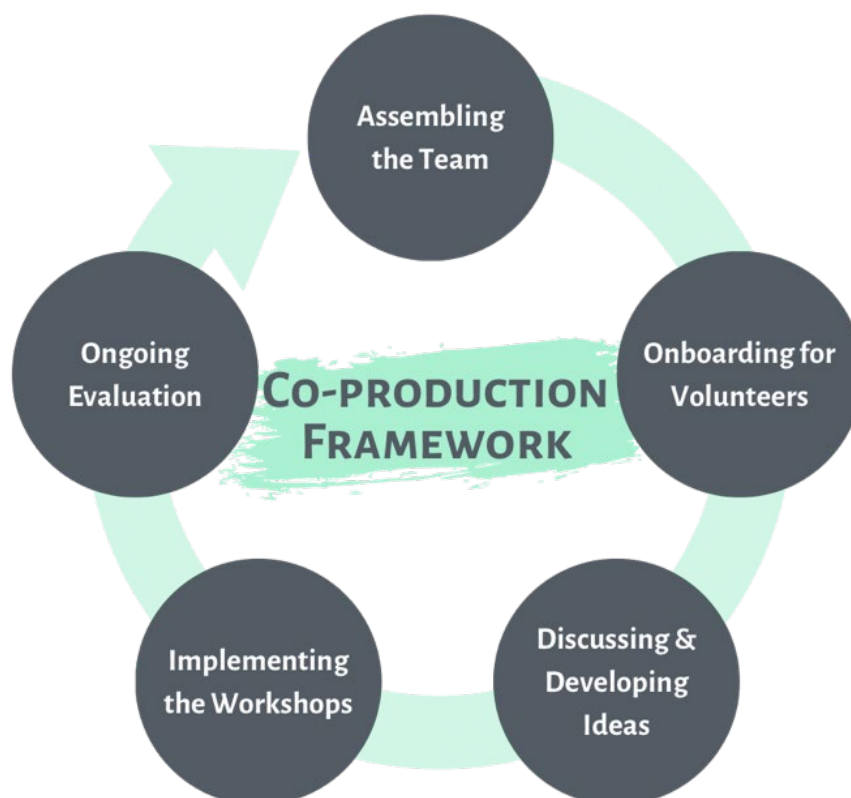 Assembling
the Team
Onboarding for
Volunteers
Discussing &
Developing
Ideas
Implementing
the Workshops
Ongoing
Evaluation
CO-PRODUCTION
FRAMEWORK